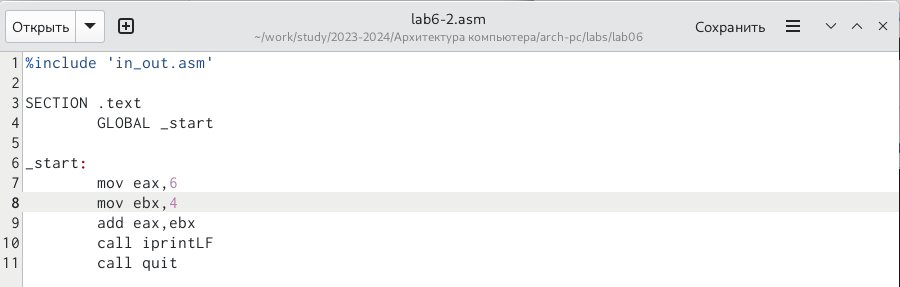 Открыть
lab6-2.asm
~/work/study/2023-2024/Архитектура компьютера/arch-pc/labs/lab06
Сохранить
1 %include 'in_out.asm'
2
3 SECTION .text
4 GLOBAL _start
5
6 _start:
7 mov eax,6
8 mov ebx,4
9 add eax,ebx
10 call iprintLF
11 call quit